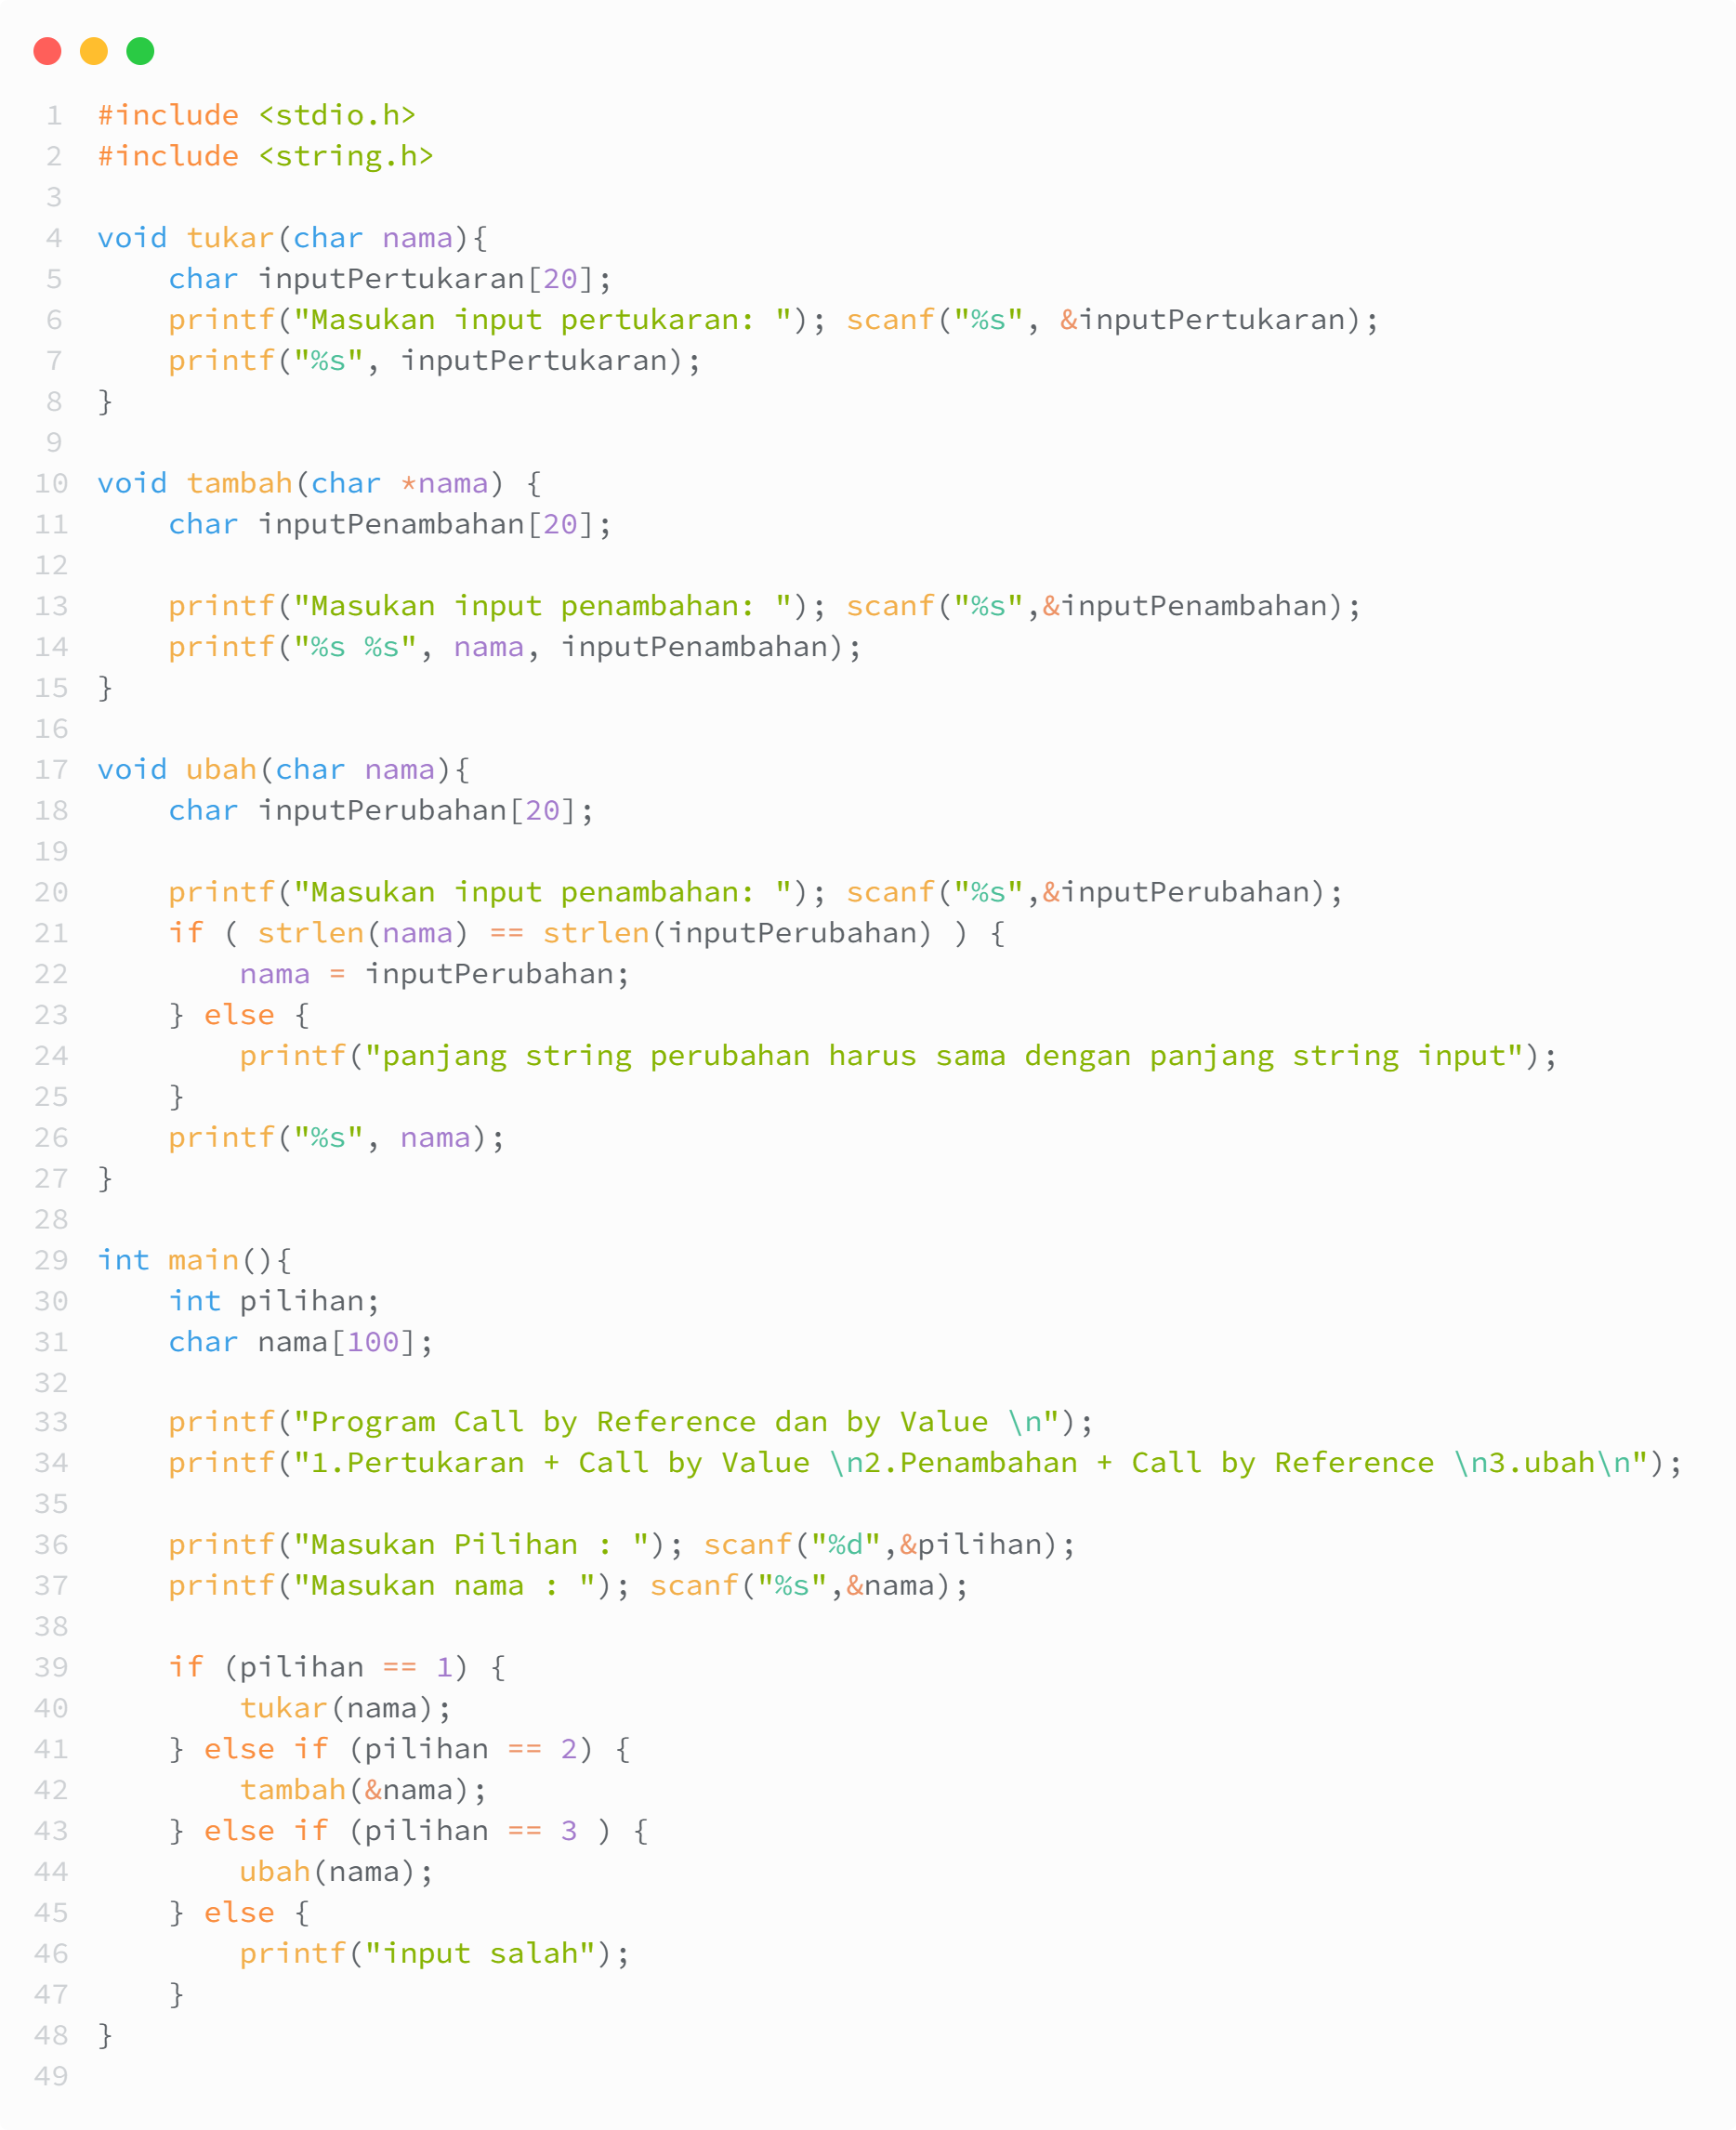 1 #include <stdio.h>
2 #include <string.h>
3
4 void tukar(char nama){
5     char inputPertukaran[20];
6     printf("Masukan input pertukaran: "); scanf("%s", &inputPertukaran);
7     printf("%s", inputPertukaran);
8 }
9
10 void tambah(char *nama) {
11     char inputPenambahan[20];
12
13     printf("Masukan input penambahan: "); scanf("%s",&inputPenambahan);
14     printf("%s %s", nama, inputPenambahan);
15 }
16
17 void ubah(char nama){
18     char inputPerubahan[20];
19
20     printf("Masukan input penambahan: "); scanf("%s",&inputPerubahan);
21     if ( strlen(nama) == strlen(inputPerubahan) ) {
22         nama = inputPerubahan;
23     } else {
24         printf("panjang string perubahan harus sama dengan panjang string input");
25     }
26     printf("%s", nama);
27 }
28
29 int main(){
30     int pilihan;
31     char nama[100];
32
33     printf("Program Call by Reference dan by Value \n");
34     printf("1.Pertukaran + Call by Value \n2.Penambahan + Call by Reference \n3.ubah\n");
35
36     printf("Masukan Pilihan : "); scanf("%d",&pilihan);
37     printf("Masukan nama : "); scanf("%s",&nama);
38
39     if (pilihan == 1) {
40         tukar(nama);
41     } else if (pilihan == 2) {
42         tambah(&nama);
43     } else if (pilihan == 3 ) {
44         ubah(nama);
45     } else {
46         printf("input salah");
47     }
48 }
49